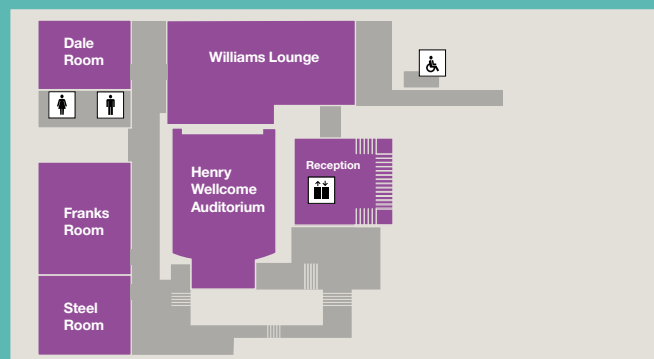 Dale
Room
Williams Lounge
Henry
Wellcome
Auditorium
Reception
Franks
Room
Steel
Room